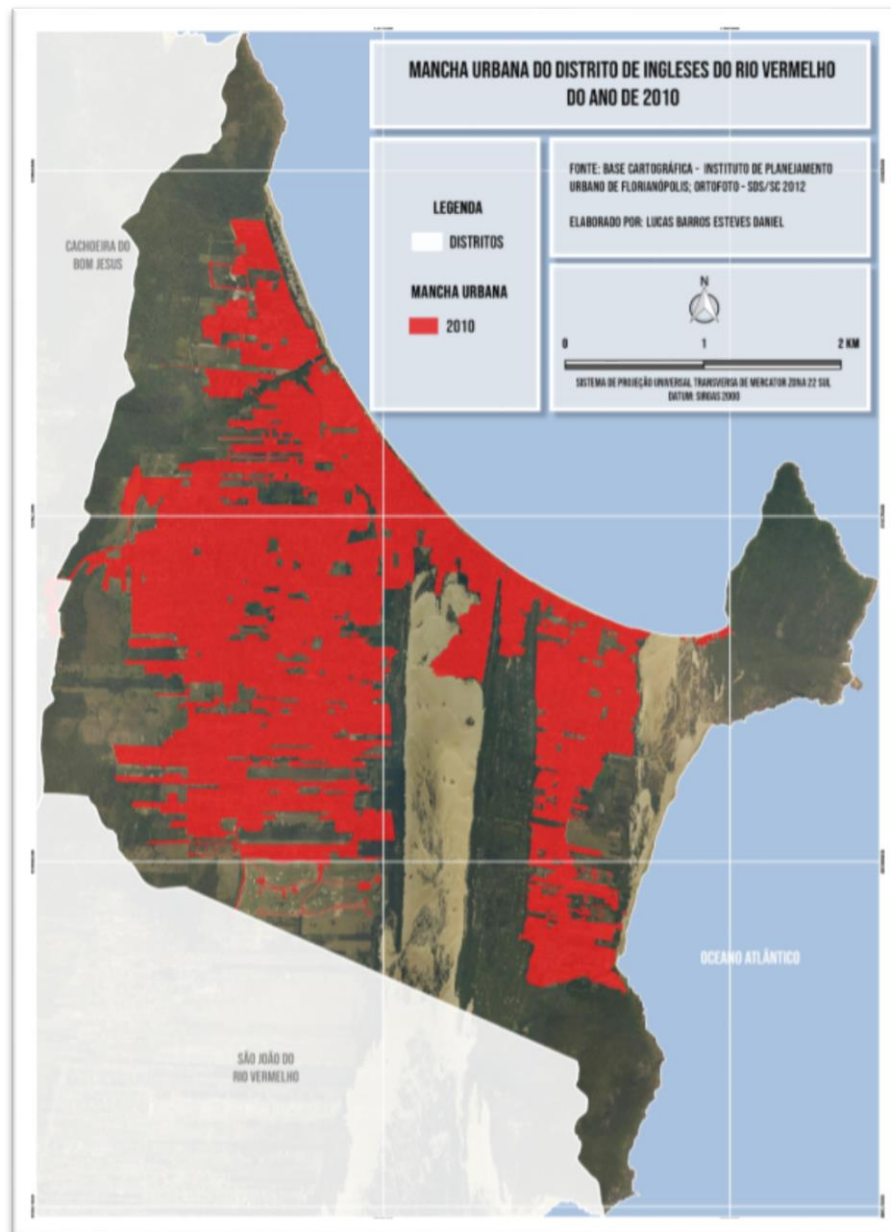 MANCHA URBANA DO DISTRITO DE INGLESES DO RIO VERMELHO
DO ANO DE 2010
LEGENDA
DISTRITOS
MANCHA URBANA
2010
FONTE: BASE CARTOGRÁFICA - INSTITUTO DE PLANEJAMENTO
URBANO DE FLORIANÓPOLIS; ORTOFOTO - SDS/SC 2012
ELABORADO POR: LUCAS BARROS ESTEVES DANIEL
N
0 1 2 KM
SISTEMA DE PROJEÇÃO UNIVERSAL TRANSVERSA DE MERCATOR ZONA 22 SUL
DATUM: SIRGAS 2000
CACHOEIRA DO
BOM JESUS
OCEANO ATLÂNTICO
SÃO JOÃO DO
RIO VERMELHO